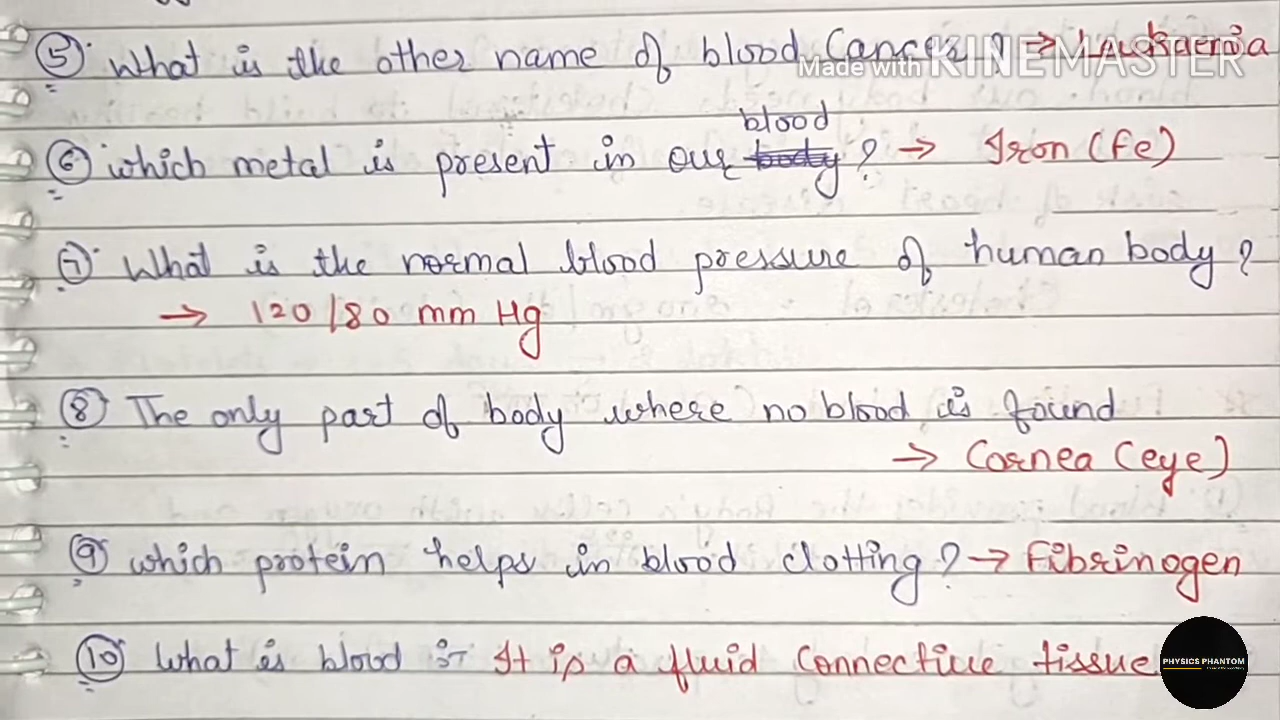 5 What is the other name of blood Cancer? → Leukaemia
Made with KINEMASTER
blood
6 which metal is present in our body? → Iron (Fe)
7 What is the normal blood pressure of human body?
→ 120/80 mm Hg
8 The only part of body where no blood is found
→ Cornea (eye)
9 which protein helps in blood clotting? → Fibrinogen
10 What is blood :- It is a fluid Connective tissue
PHYSICS PHANTOM